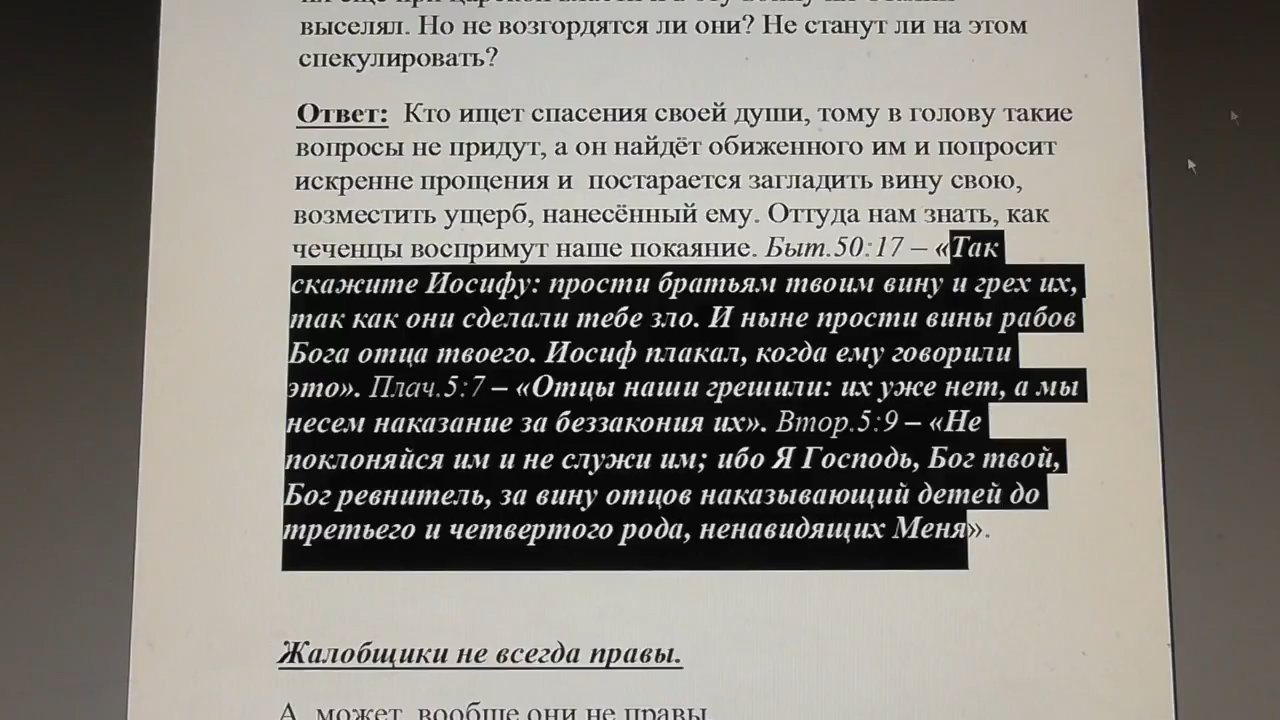 выселял. Но не возгордятся ли они? Не станут ли на этом
спекулировать?
Ответ: Кто ищет спасения своей души, тому в голову такие
вопросы не придут, а он найдёт обиженного им и попросит
искренне прощения и постарается загладить вину свою,
возместить ущерб, нанесённый ему. Оттуда нам знать, как
чеченцы воспримут наше покаяние. Быт.50:17 – «Так
скажите Иосифу: прости братьям твоим вину и грех их,
так как они сделали тебе зло. И ныне прости вины рабов
Бога отца твоего. Иосиф плакал, когда ему говорили
это». Плач.5:7 – «Отцы наши грешили: их уже нет, а мы
несем наказание за беззакония их». Втор.5:9 – «Не
поклоняйся им и не служи им; ибо Я Господь, Бог твой,
Бог ревнитель, за вину отцов наказывающий детей до
третьего и четвертого рода, ненавидящих Меня».
Жалобщики не всегда правы.
А, может, вообще они не правы